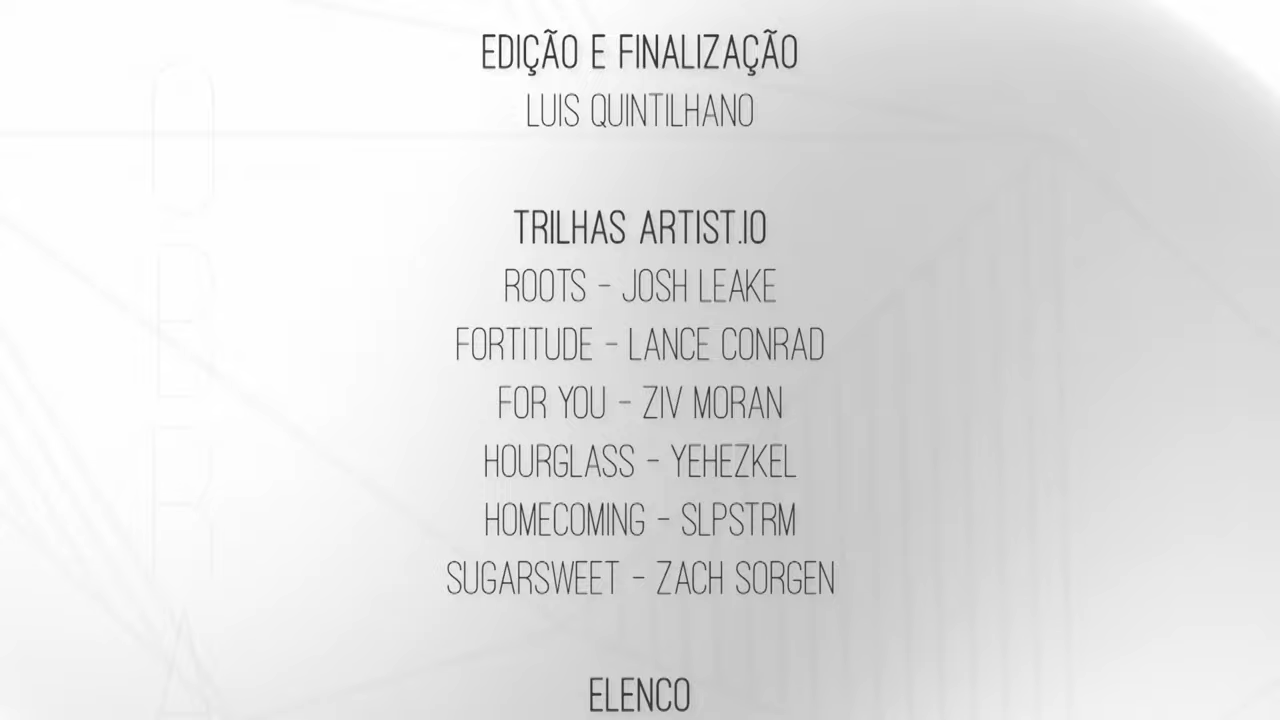 EDIÇÃO E FINALIZAÇÃO
LUIS QUINTILHANO
TRILHAS ARTIST.IO
ROOTS - JOSH LEAKE
FORTITUDE - LANCE CONRAD
FOR YOU - ZIV MORAN
HOURGLASS - YEHEZKEL
HOMECOMING - SLPSTRM
SUGARSWEET - ZACH SORGEN
ELENCO